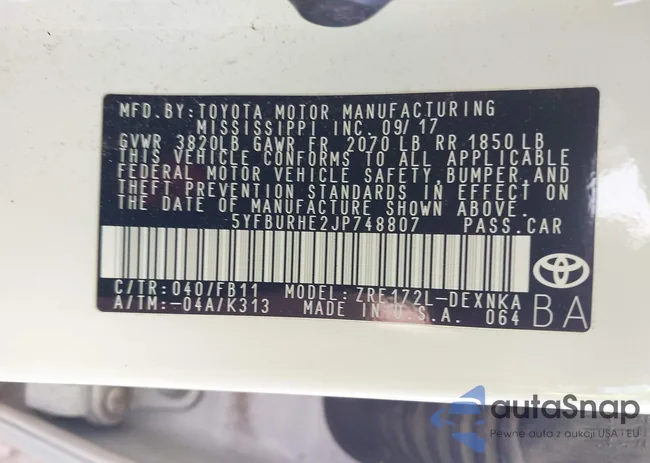 MFD.BY:TOYOTA MOTOR MANUFACTURING
MISSISSIPPI INC. 09/17
GVWR 3820LB GAWR FR 2070 LB RR 1850 LB
THIS VEHICLE CONFORMS TO ALL APPLICABLE
FEDERAL MOTOR VEHICLE SAFETY,BUMPER,AND
THEFT PREVENTION STANDARDS IN EFFECT ON
THE DATE OF MANUFACTURE SHOWN ABOVE.
5YFBURHE2JP748807 PASS.CAR
C/TR:040/FB11 MODEL:ZRE172L-DEXNKA
A/TM:-04A/K313 MADE IN U.S.A. 064
BA
autoSnap
Pewne auta z aukcji USA i EU